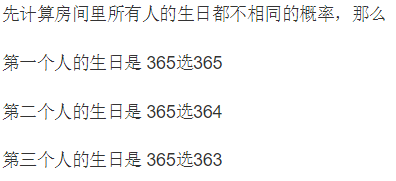 先计算房间里所有人的生日都不相同的概率，那么
第一个人的生日是 365选365
第二个人的生日是 365选364
第三个人的生日是 365选363